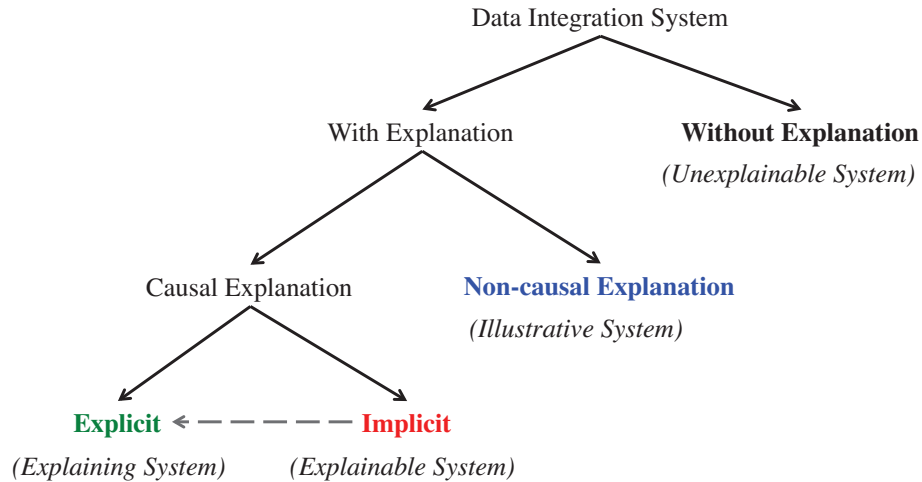 Data Integration System
With Explanation
Without Explanation
(Unexplainable System)
Causal Explanation
Non-causal Explanation
(Illustrative System)
Explicit
Implicit
(Explaining System)
(Explainable System)